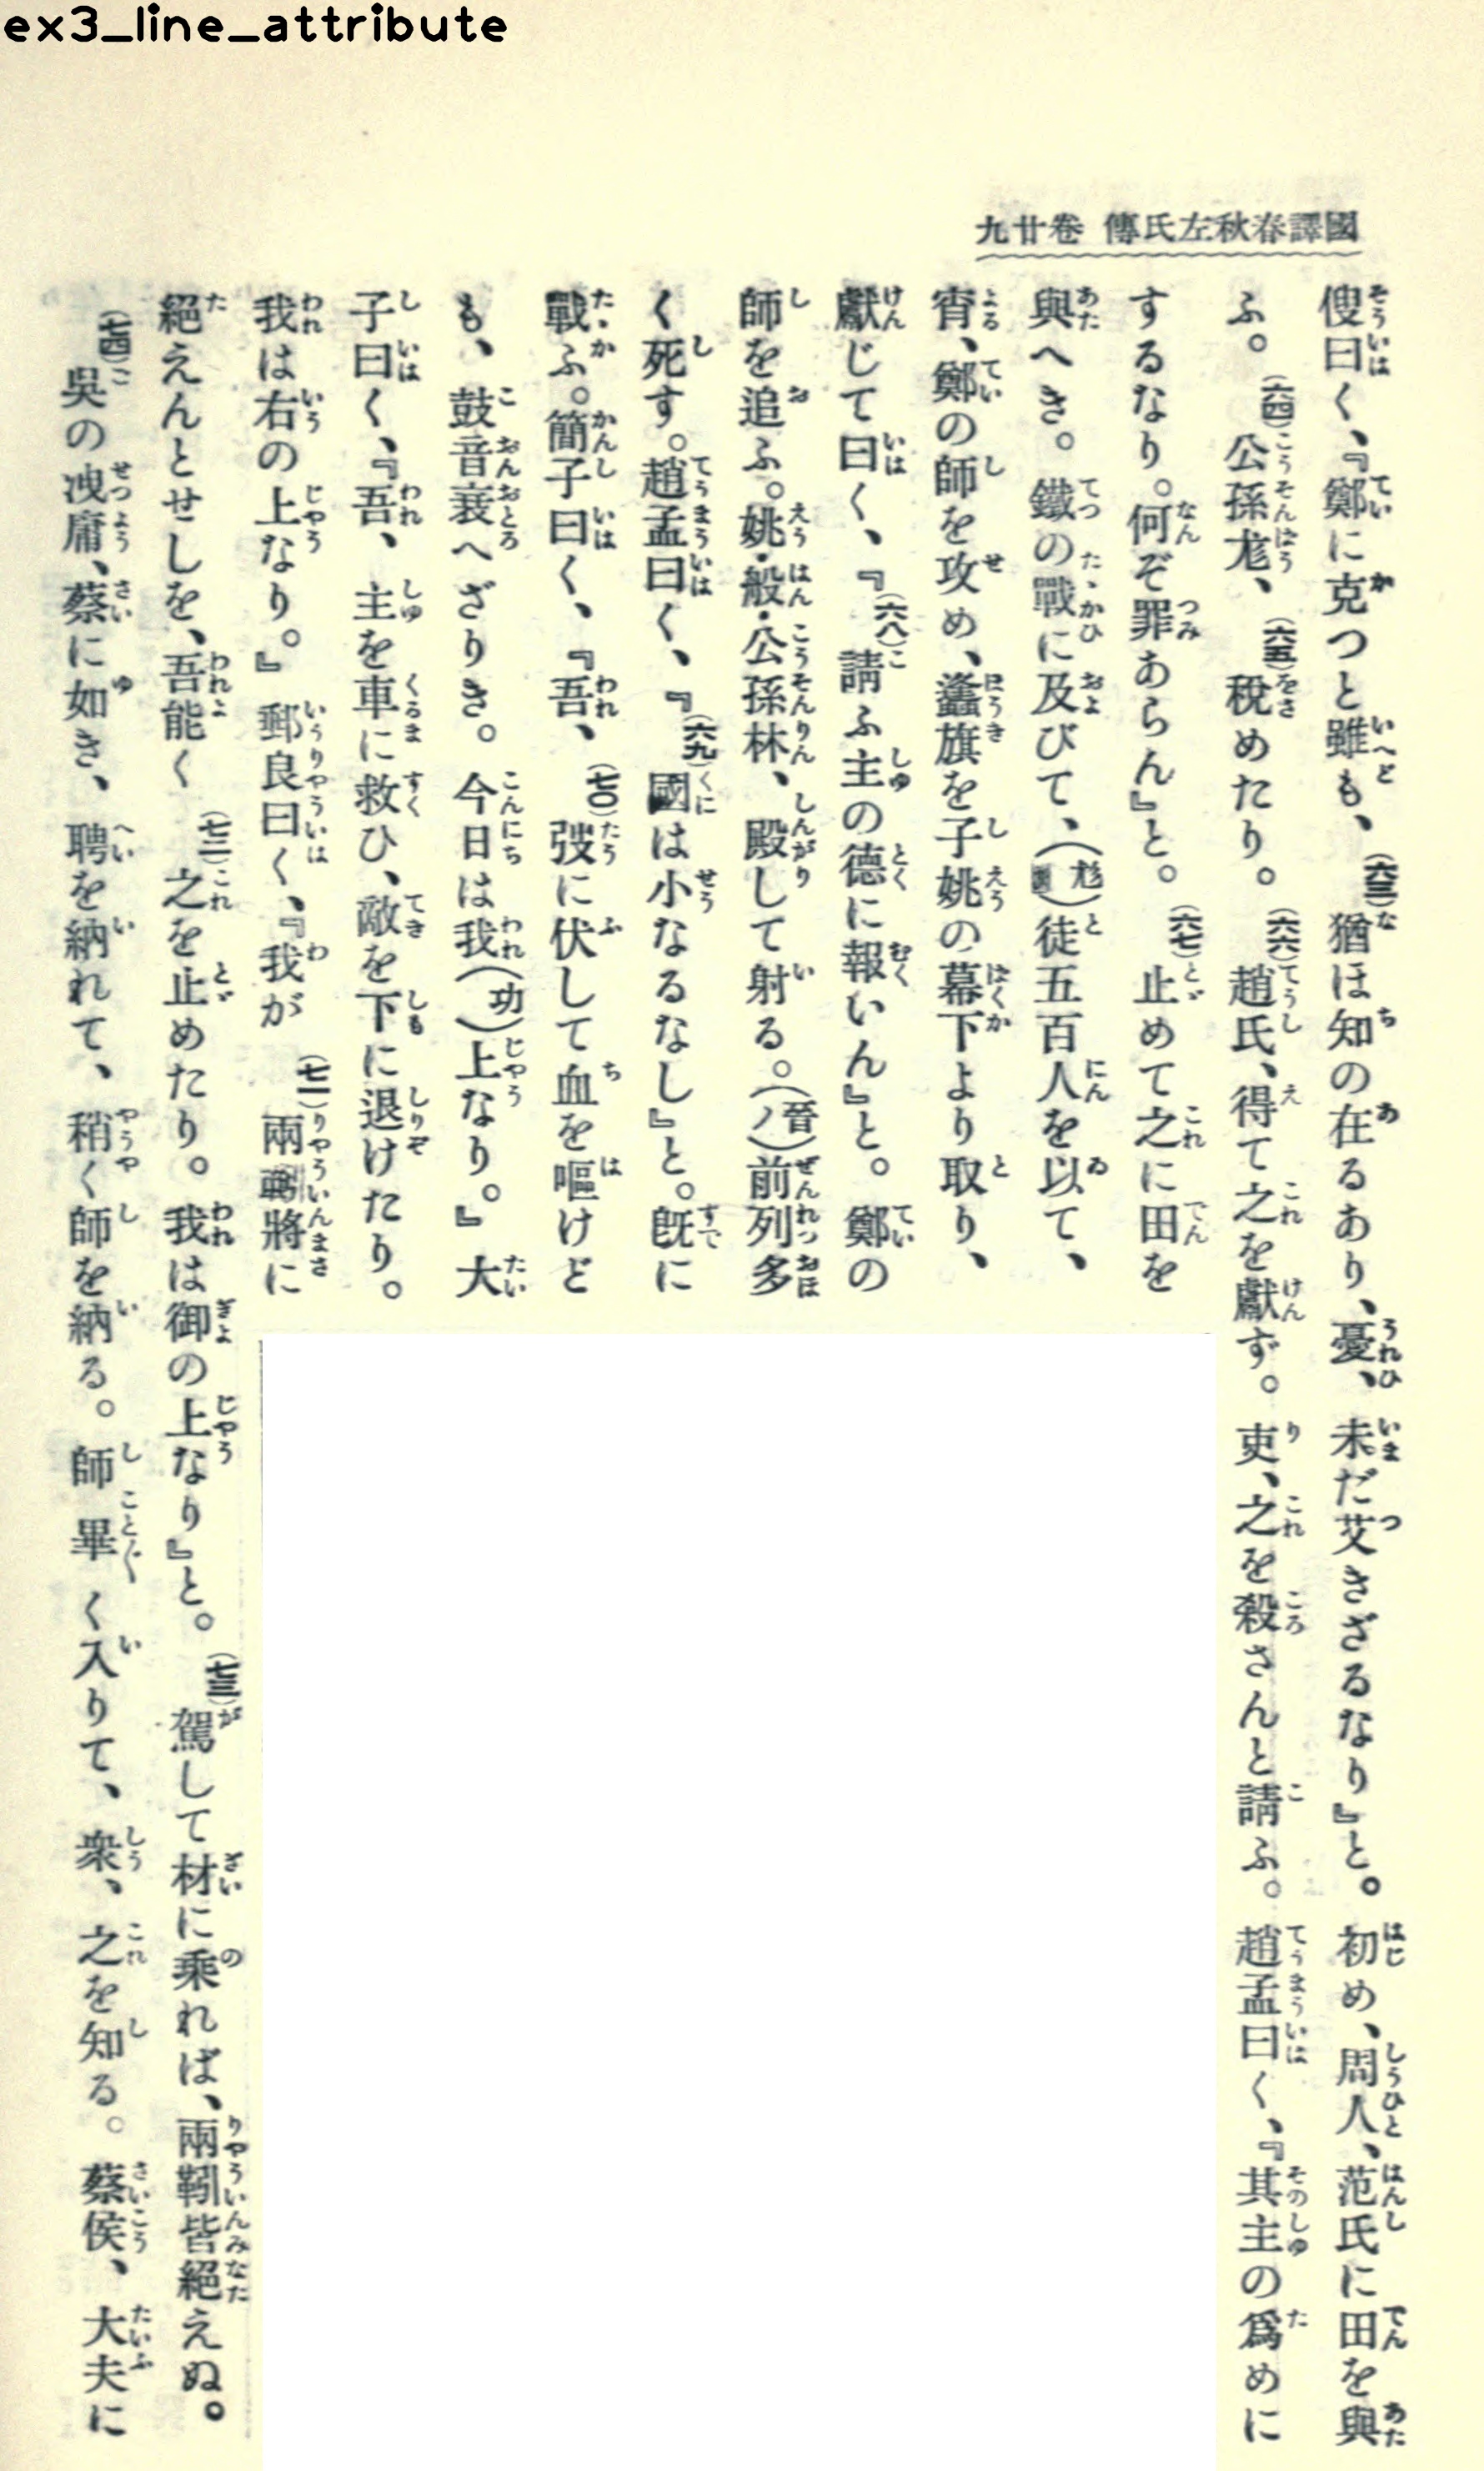 ex3_line_attribute
國譯春秋左氏傳 卷廿九
傁曰く、『鄭に克つと雖も、(六三)猶ほ知の在るあり、憂、未だ艾きざるなり』と。初め、周人、范氏に田を與
ふ。(六四)公孫尨、(六五)稅めたり。(六六)趙氏、得て之を獻ず。吏、之を殺さんと請ふ。趙孟曰く、『其主の爲めに
するなり。何ぞ罪あらん』と。(六七)止めて之に田を
與へき。鐵の戰に及びて、(尨)徒五百人を以て、
宵、鄭の師を攻め、蠭旗を子姚の幕下より取り、
獻じて曰く、『(六八)請ふ主の德に報いん』と。鄭の
師を追ふ。姚・般・公孫林、殿して射る。(晉ノ)前列多
く死す。趙孟曰く、『(六九)國は小なるなし』と。既に
戰ふ。簡子曰く、『吾、(七〇)弢に伏して血を嘔けど
も、鼓音衰へざりき。今日は我(功)上なり。』大
子曰く、『吾、主を車に救ひ、敵を下に退けたり。
我は右の上なり。』郵良曰く、『我が(七一)兩靷將に
絕えんとせしを、吾能く(七二)之を止めたり。我は御の上なり』と。(七三)駕して材に乘れば、兩靷皆絕えぬ。
(七四)吳の洩庸、蔡に如き、聘を納れて、稍く師を納る。師畢く入りて、衆、之を知る。蔡侯、大夫に